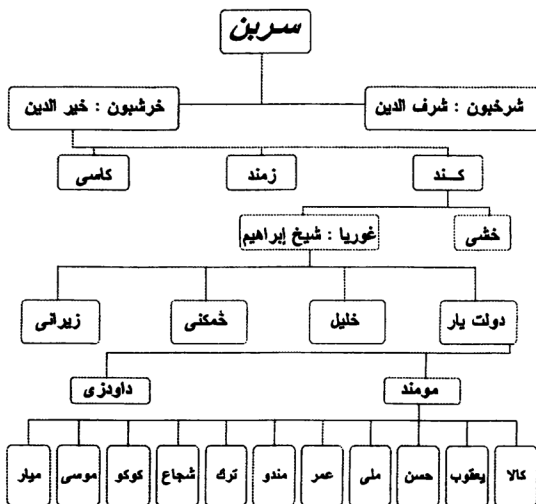 سربن
شرخبون : شرف الدين
خرشبون : خير الدين
كند
زمند
كاسى
خشى
غوريا : شيخ إبراهيم
دولت يار
خليل
څمكنى
زيرانى
مومند
داودزى
كالا
يعقوب
حسن
ملى
عمر
مندو
ترك
شجاع
كوكو
موسى
ميار